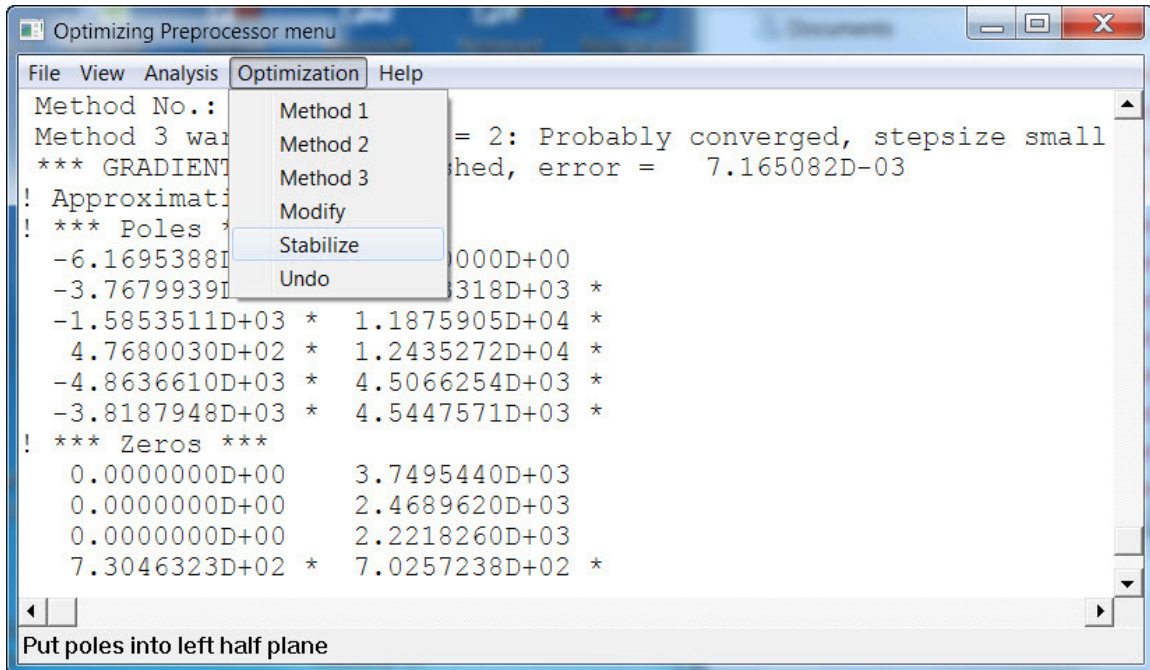 Optimizing Preprocessor menu
File View Analysis Optimization Help
Method No.:
Method 1
Method 3 war = 2: Probably converged, stepsize small
Method 2
*** GRADIENT hed, error = 7.165082D-03
Method 3
! Approximati
Modify
! *** Poles *
Stabilize
-6.1695388D 000D+00
Undo
-3.7679939D 318D+03 *
-1.5853511D+03 * 1.1875905D+04 *
4.7680030D+02 * 1.2435272D+04 *
-4.8636610D+03 * 4.5066254D+03 *
-3.8187948D+03 * 4.5447571D+03 *
! *** Zeros ***
0.0000000D+00 3.7495440D+03
0.0000000D+00 2.4689620D+03
0.0000000D+00 2.2218260D+03
7.3046323D+02 * 7.0257238D+02 *
Put poles into left half plane